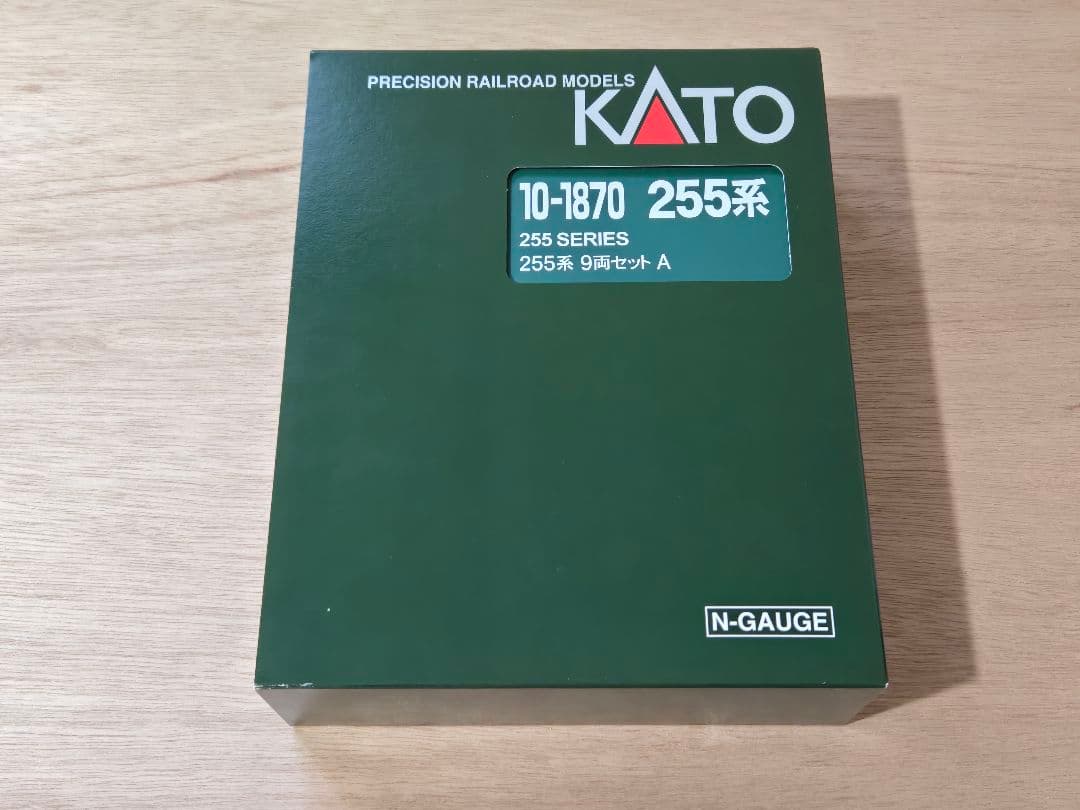 PRECISION RAILROAD MODELS
KATO
10-1870 255系
255 SERIES
255系 9両セット A
N-GAUGE